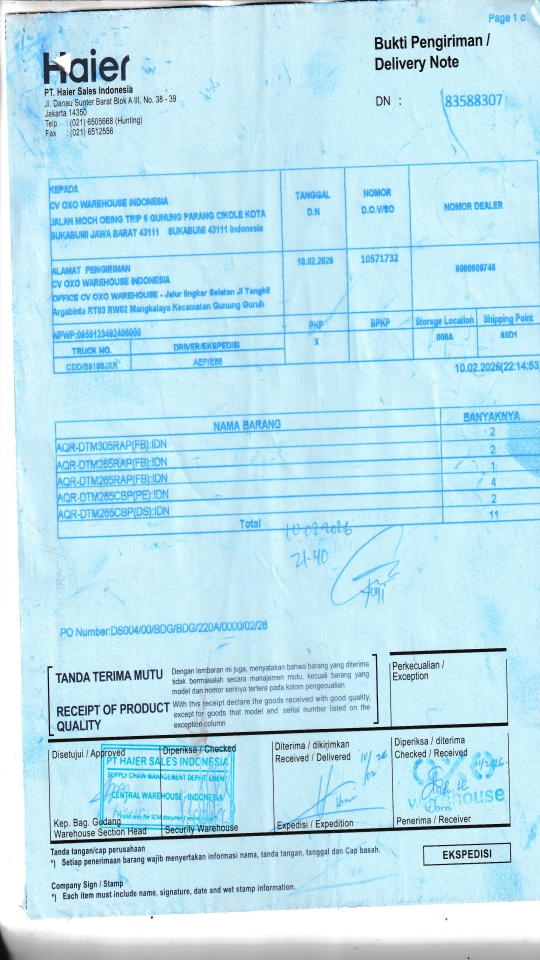 Page 1 o
Haier
Bukti Pengiriman /
Delivery Note
PT. Haier Sales Indonesia
Jl. Danau Sunter Barat Blok A III, No. 38 - 39
Jakarta 14350
Telp : (021) 6505668 (Hunting)
Fax : (021) 6512556
DN : 83588307
KEPADA
CV OXO WAREHOUSE INDONESIA
JALAN MOCH OBING TRIP 6 GUNUNG PARANG CIKOLE KOTA
SUKABUMI JAWA BARAT 43111 SUKABUMI 43111 Indonesia
TANGGAL
D.N
NOMOR
D.O.V/SO
NOMOR DEALER
ALAMAT PENGIRIMAN
CV OXO WAREHOUSE INDONESIA
OFFICE CV OXO WAREHOUSE - Jalur lingkar Selatan Jl Tangkil
Argabinta RT03 RW02 Mangkalaya Kecamatan Gunung Guruh
10.02.2026
10571732
NPWP:
PKP
BPKP
Storage Location
Shipping Point
X
000A
85D1
TRUCK NO.
DRIVER/EKSPEDISI
10.02.2026(22:14:53
NAMA BARANG
BANYAKNYA
AQR-DTM305RAP(FB):IDN 2
AQR-DTM285RAP(FB):IDN 2
AQR-DTM265RAP(FB):IDN 1
AQR-DTM285CBP(PE):IDN 4
AQR-DTM265CBP(DS):IDN 2
Total 11
10-02-2026
21-40
PO Number:DS004/00/BDG/BDG/220A/0000/02/26
TANDA TERIMA MUTU
Dengan lembaran ini juga, menyatakan bahwa barang yang diterima
tidak bermasalah secara manajemen mutu, kecuali barang yang
model dan nomor serinya tertera pada kolom pengecualian
RECEIPT OF PRODUCT
QUALITY
With this receipt declare the goods received with good quality,
except for goods that model and serial number listed on the
exception column
Perkecualian /
Exception
Disetujui / Approved
Diperiksa / Checked
Diterima / dikirimkan
Received / Delivered
Diperiksa / diterima
Checked / Received
PT HAIER SALES INDONESIA
SUPPLY CHAIN MANAGEMENT DEPARTEMENT
CENTRAL WAREHOUSE - INDONESIA
warehouse
Kep. Bag. Gudang
Warehouse Section Head
Security Warehouse
Expedisi / Expedition
Penerima / Receiver
Tanda tangan/cap perusahaan
*) Setiap penerimaan barang wajib menyertakan informasi nama, tanda tangan, tanggal dan Cap basah.
EKSPEDISI
Company Sign / Stamp
*) Each item must include name, signature, date and wet stamp information.